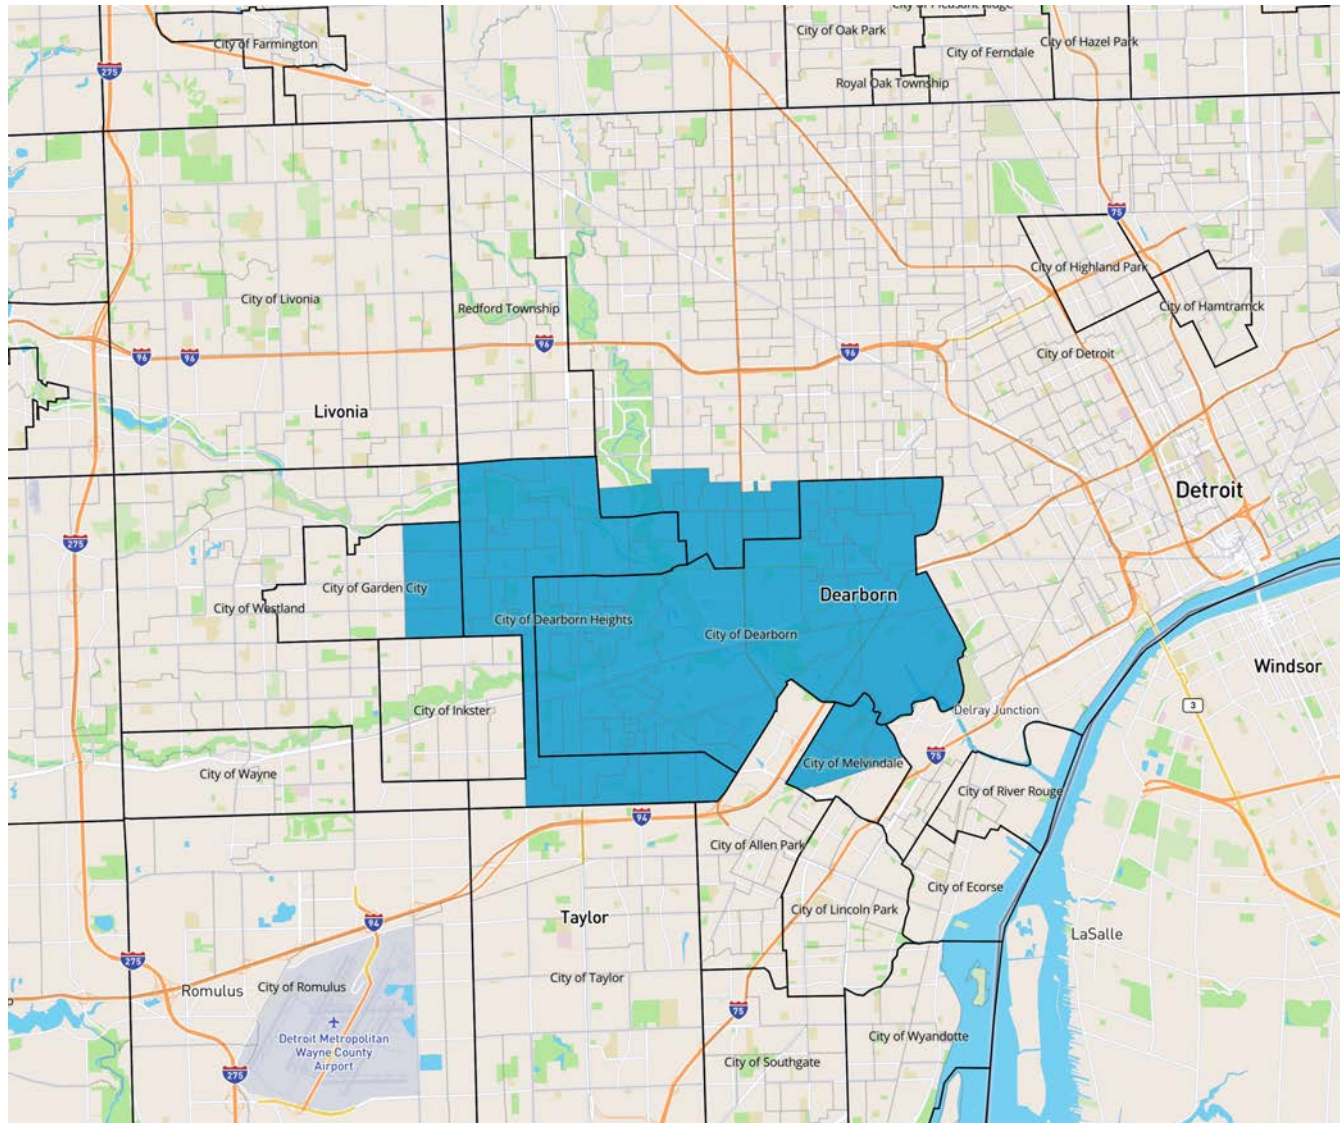 City of Pleasant Ridge
City of Oak Park
City of Hazel Park
City of Farmington
City of Ferndale
275
Royal Oak Township
75
City of Highland Park
City of Livonia
Redford Township
City of Hamtramck
96
96
96
96
City of Detroit
Livonia
Detroit
275
City of Garden City
Dearborn
City of Westland
City of Dearborn Heights
City of Dearborn
Windsor
City of Inkster
Delray Junction
3
75
City of Melvindale
City of Wayne
City of River Rouge
94
City of Allen Park
City of Ecorse
City of Lincoln Park
Taylor
94
LaSalle
275
City of Taylor
Romulus
City of Romulus
75
Detroit Metropolitan
Wayne County
Airport
City of Wyandotte
City of Southgate
275